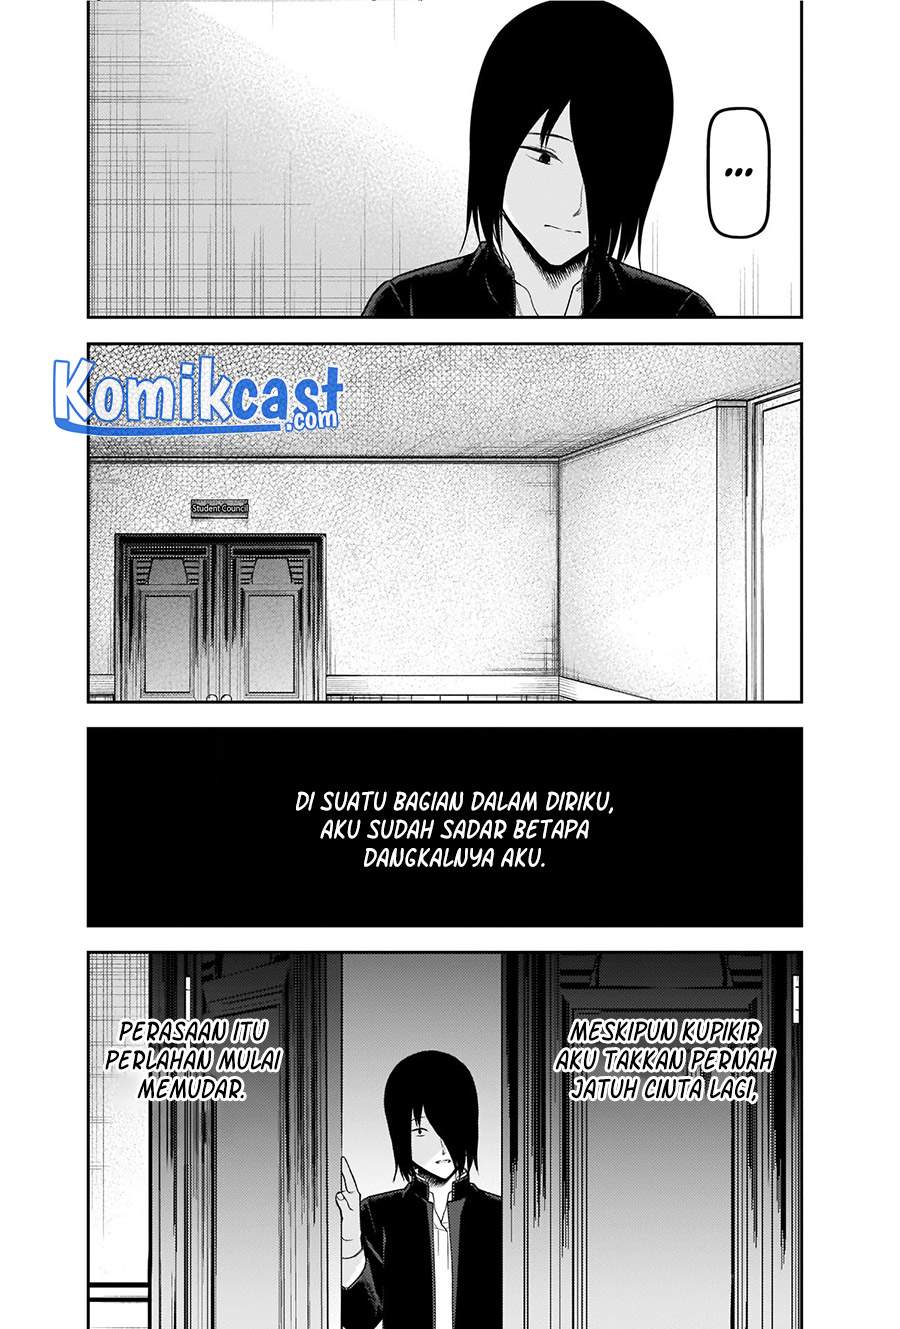 ...
Komikcast
.com
Student Council
DI SUATU BAGIAN DALAM DIRIKU,
AKU SUDAH SADAR BETAPA
DANGKALNYA AKU.
MESKIPUN KUPIKIR
AKU TAKKAN PERNAH
JATUH CINTA LAGI,
PERASAAN ITU
PERLAHAN MULAI
MEMUDAR.